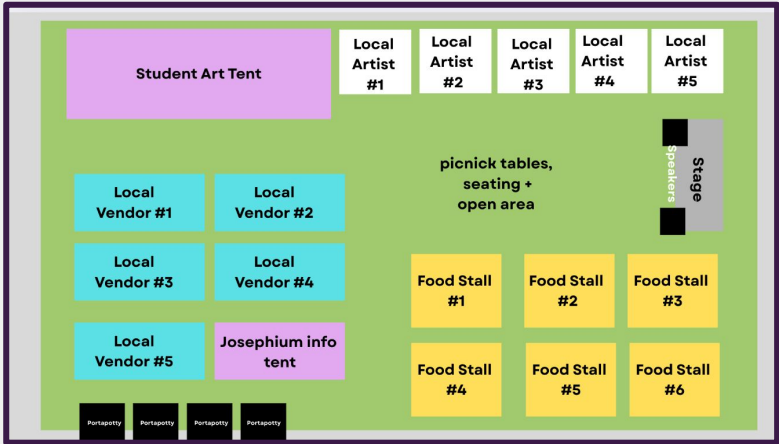 Student Art Tent
Local
Artist
#1
Local
Artist
#2
Local
Artist
#3
Local
Artist
#4
Local
Artist
#5
picnick tables,
seating +
open area
Speakers
Stage
Local
Vendor #1
Local
Vendor #2
Local
Vendor #3
Local
Vendor #4
Local
Vendor #5
Josephium info
tent
Food Stall
#1
Food Stall
#2
Food Stall
#3
Food Stall
#4
Food Stall
#5
Food Stall
#6
Portapotty
Portapotty
Portapotty
Portapotty